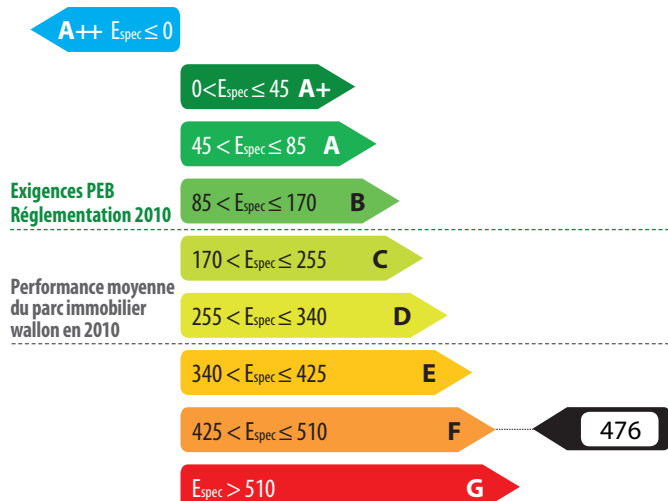 A++ Espec ≤ 0
0<Espec ≤ 45 A+
45 < Espec ≤ 85 A
Exigences PEB
Réglementation 2010
85 < Espec ≤ 170 B
170 < Espec ≤ 255 C
Performance moyenne
du parc immobilier
wallon en 2010
255 < Espec ≤ 340 D
340 < Espec ≤ 425 E
425 < Espec ≤ 510 F
476
Espec > 510 G